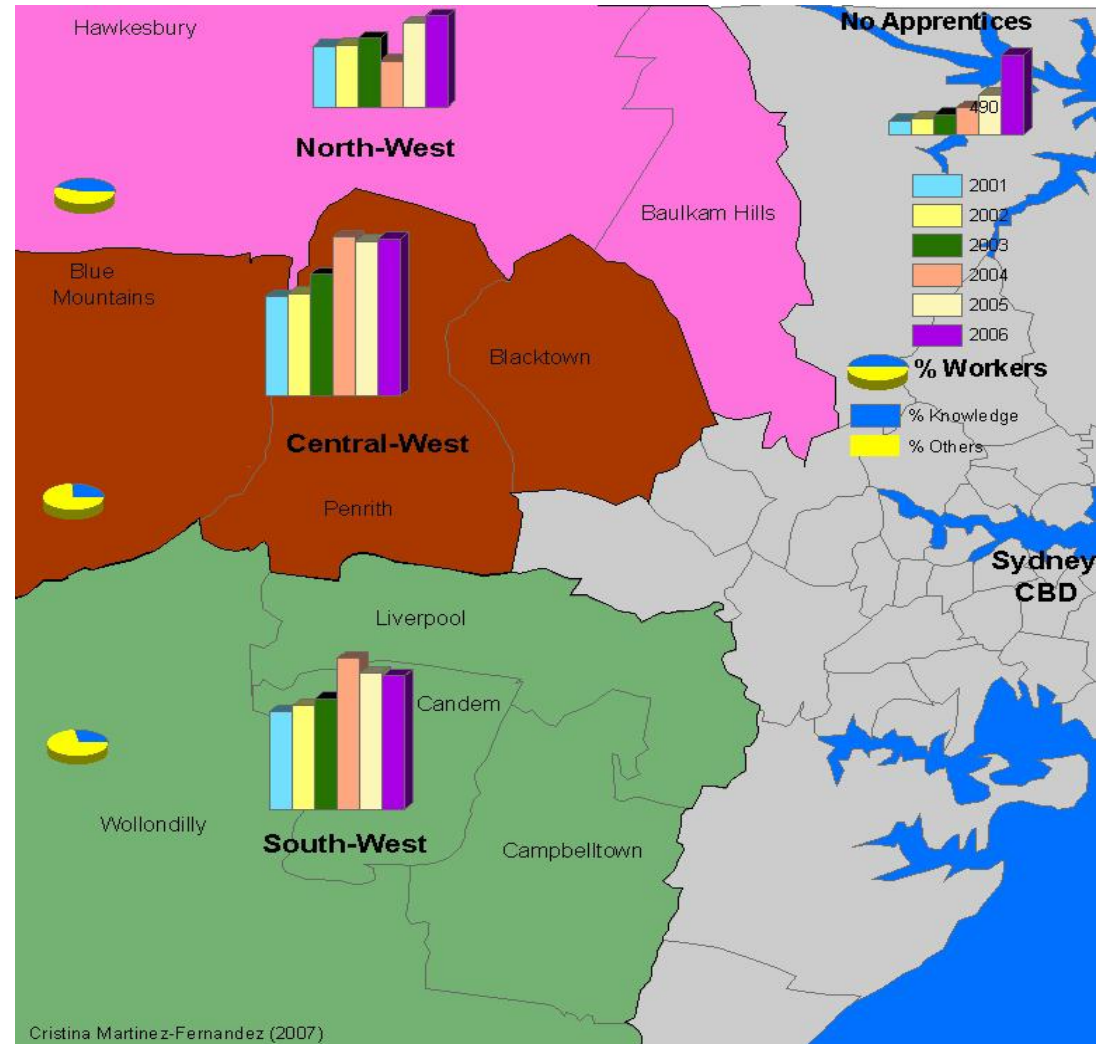 Hawkesbury
No Apprentices
490
North-West
2001
Baulkam Hills
2002
2003
Blue
Mountains
2004
2005
2006
Blacktown
% Workers
% Knowledge
Central-West
% Others
Penrith
Sydney
CBD
Liverpool
Candem
Wollondilly
South-West
Campbelltown
Cristina Martinez-Fernandez (2007)